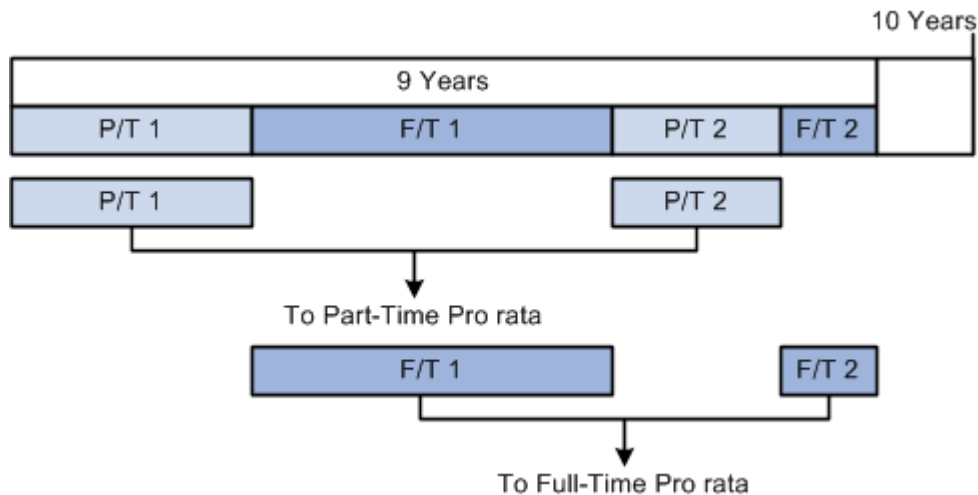 10 Years
9 Years
P/T 1 F/T 1 P/T 2 F/T 2
P/T 1 P/T 2
To Part-Time Pro rata
F/T 1 F/T 2
To Full-Time Pro rata